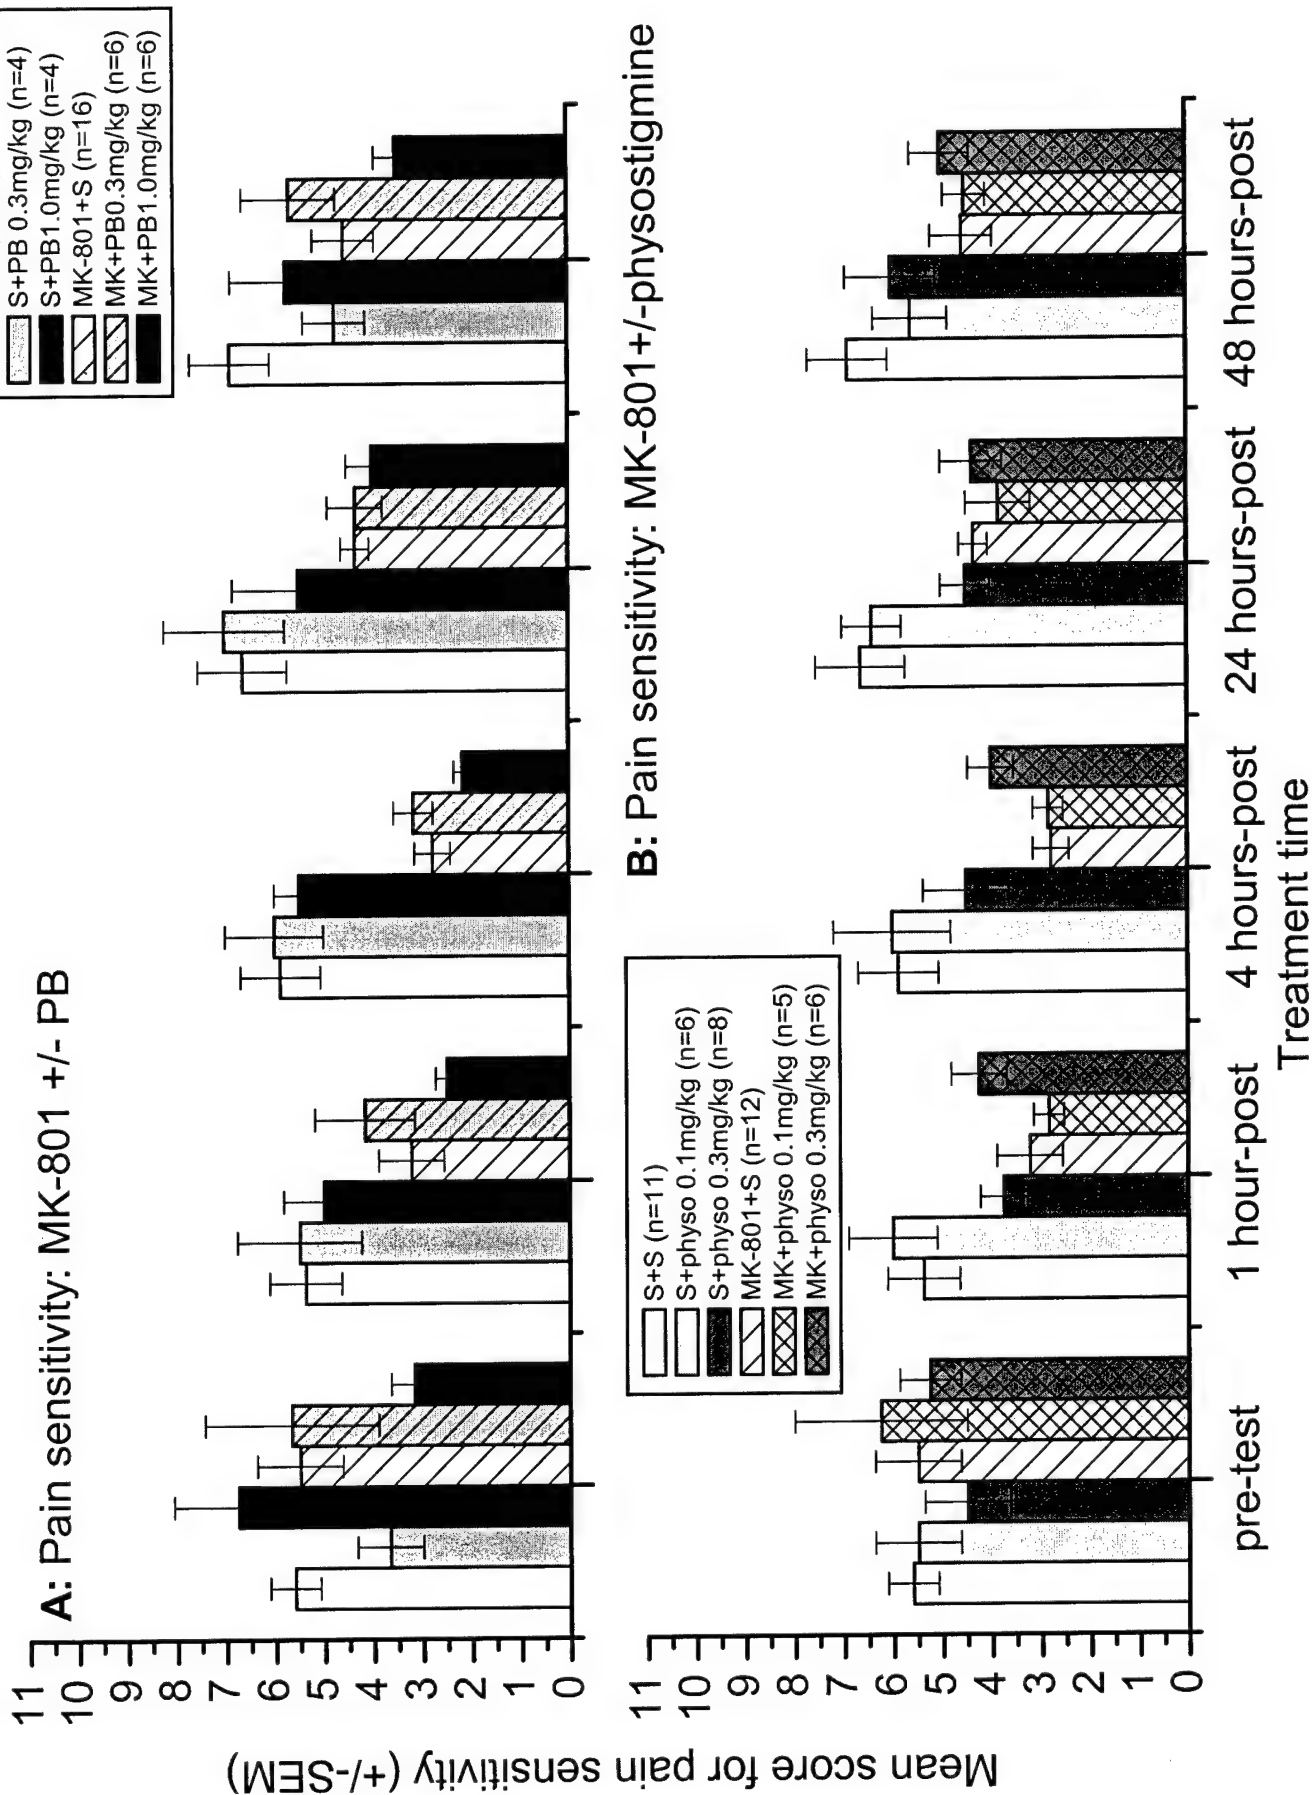 A: Pain sensitivity: MK-801 +/- PB
S+PB 0.3mg/kg (n=4)
S+PB1.0mg/kg (n=4)
MK-801+S (n=16)
MK+PB0.3mg/kg (n=6)
MK+PB1.0mg/kg (n=6)
11
10
9
8
7
6
5
4
3
2
1
0
Mean score for pain sensitivity (+/-SEM)
B: Pain sensitivity: MK-801+/-physostigmine
S+S (n=11)
S+physo 0.1mg/kg (n=6)
S+physo 0.3mg/kg (n=8)
MK-801+S (n=12)
MK+physo 0.1mg/kg (n=5)
MK+physo 0.3mg/kg (n=6)
11
10
9
8
7
6
5
4
3
2
1
0
pre-test
1 hour-post
4 hours-post
24 hours-post
48 hours-post
Treatment time